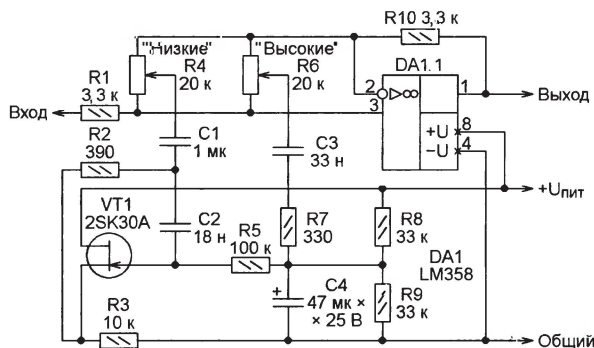 R10 3,3 к
"Низкие"
"Высокие"
R4
20 к
R6
20 к
DA1.1
R1
3,3 к
2
3
▷∞
1
Вход
Выход
R2
390
C1
1 мк
C3
33 н
+U
−U
8
4
VT1
2SK30A
+Uпит
C2
18 н
R5
100 к
R7
330
R8
33 к
DA1
LM358
R3
10 к
+
C4
47 мк ×
× 25 В
R9
33 к
Общий